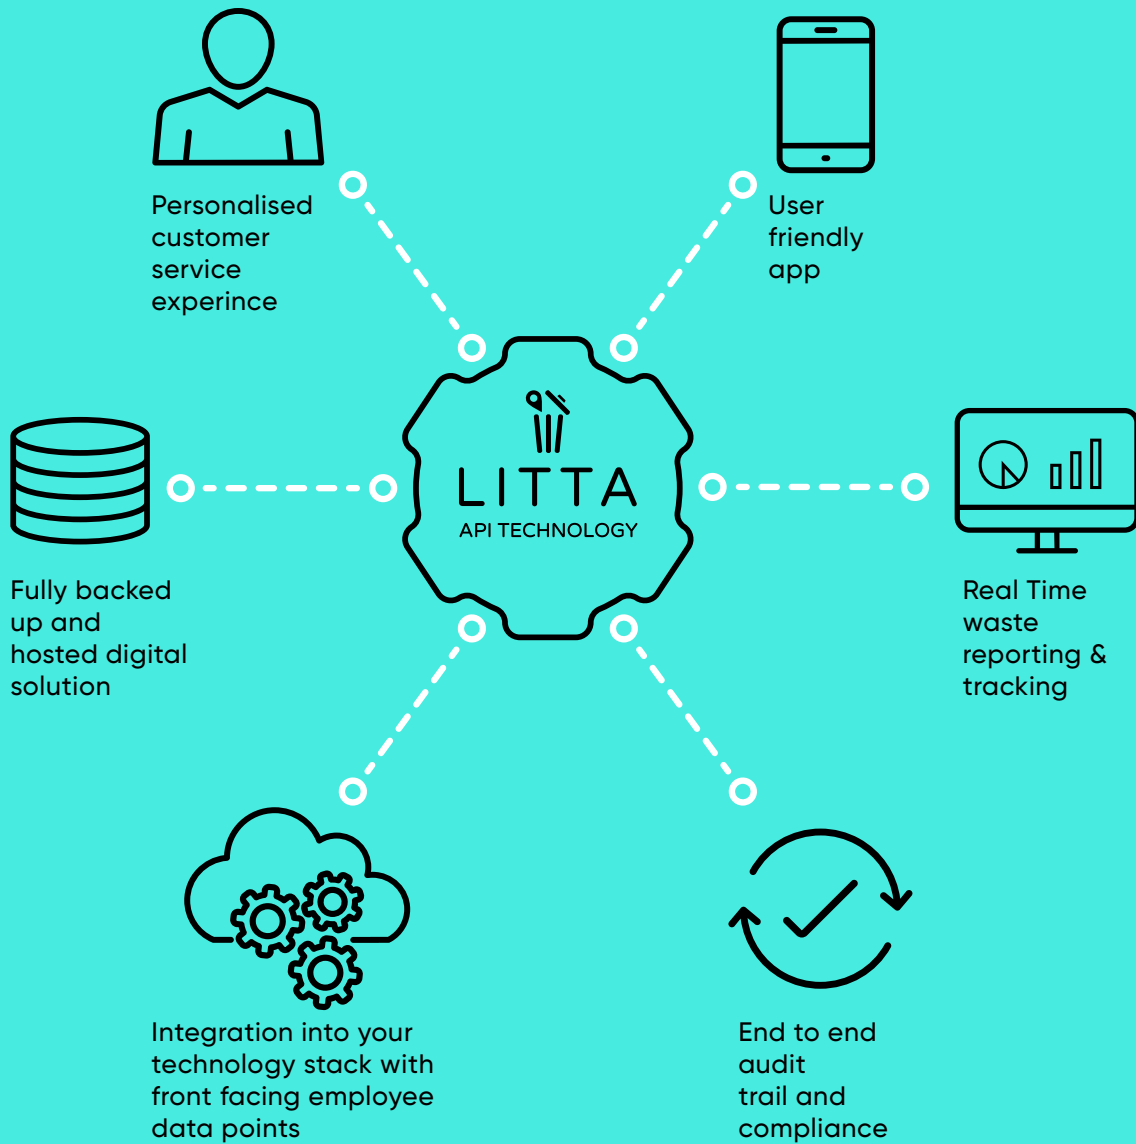 Personalised
customer
service
experince
User
friendly
app
LITTA
API TECHNOLOGY
Fully backed
up and
hosted digital
solution
Real Time
waste
reporting &
tracking
Integration into your
technology stack with
front facing employee
data points
End to end
audit
trail and
compliance